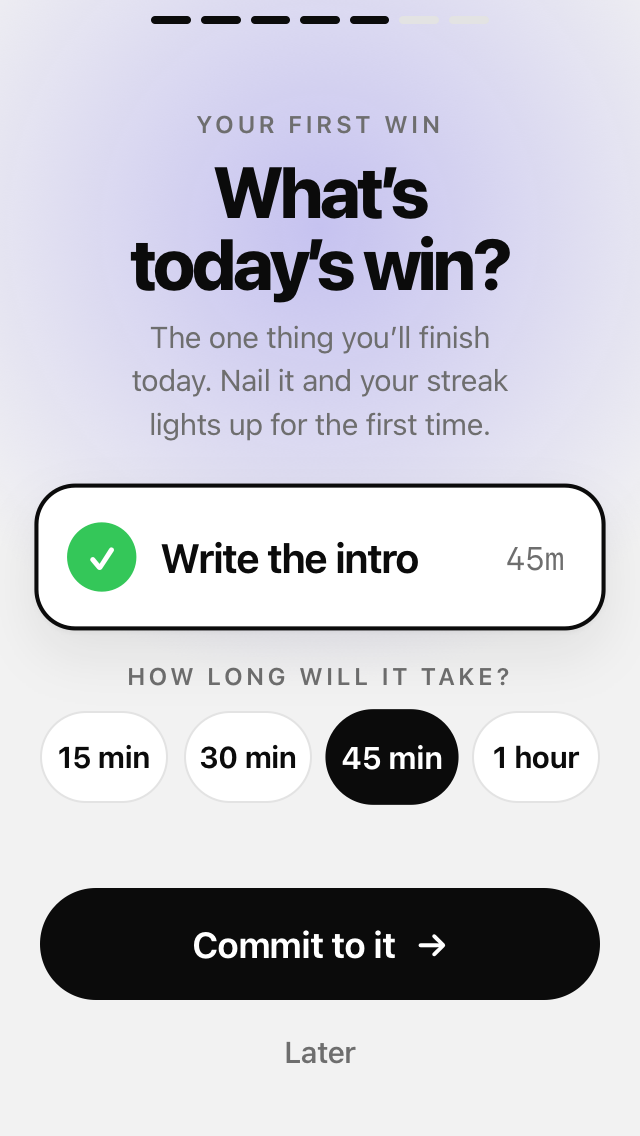 YOUR FIRST WIN
What’s
today’s win?
The one thing you’ll finish
today. Nail it and your streak
lights up for the first time.
Write the intro 45m
HOW LONG WILL IT TAKE?
15 min 30 min 45 min 1 hour
Commit to it →
Later